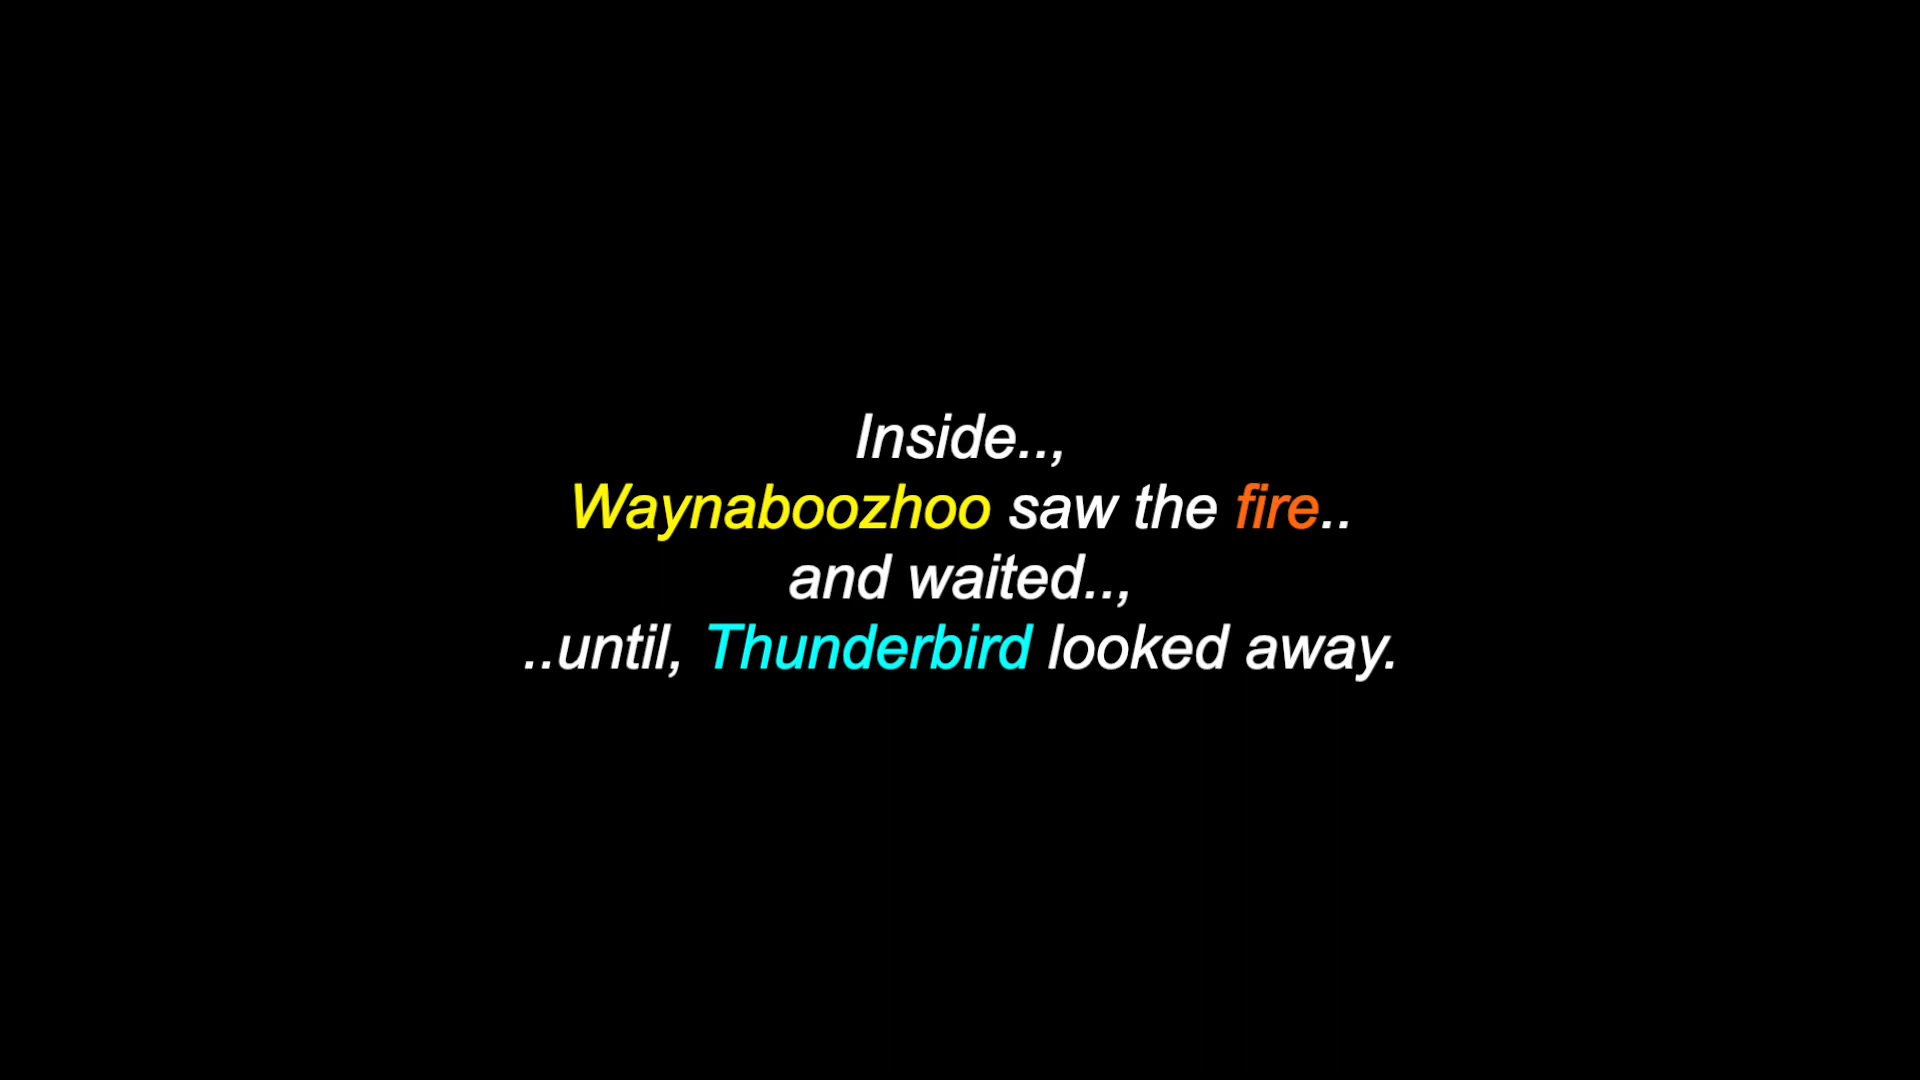 Inside..,
Waynaboozhoo saw the fire..
and waited..,
..until, Thunderbird looked away.